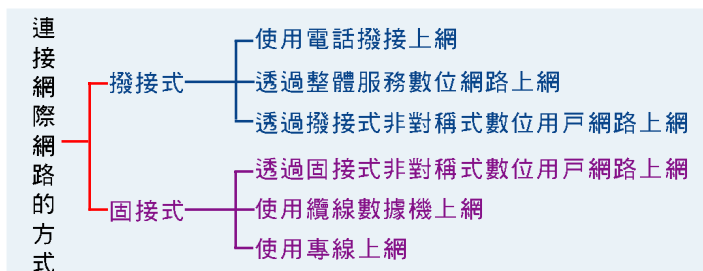 連接網際網路的方式
撥接式
使用電話撥接上網
透過整體服務數位網路上網
透過撥接式非對稱式數位用戶網路上網
固接式
透過固接式非對稱式數位用戶網路上網
使用纜線數據機上網
使用專線上網